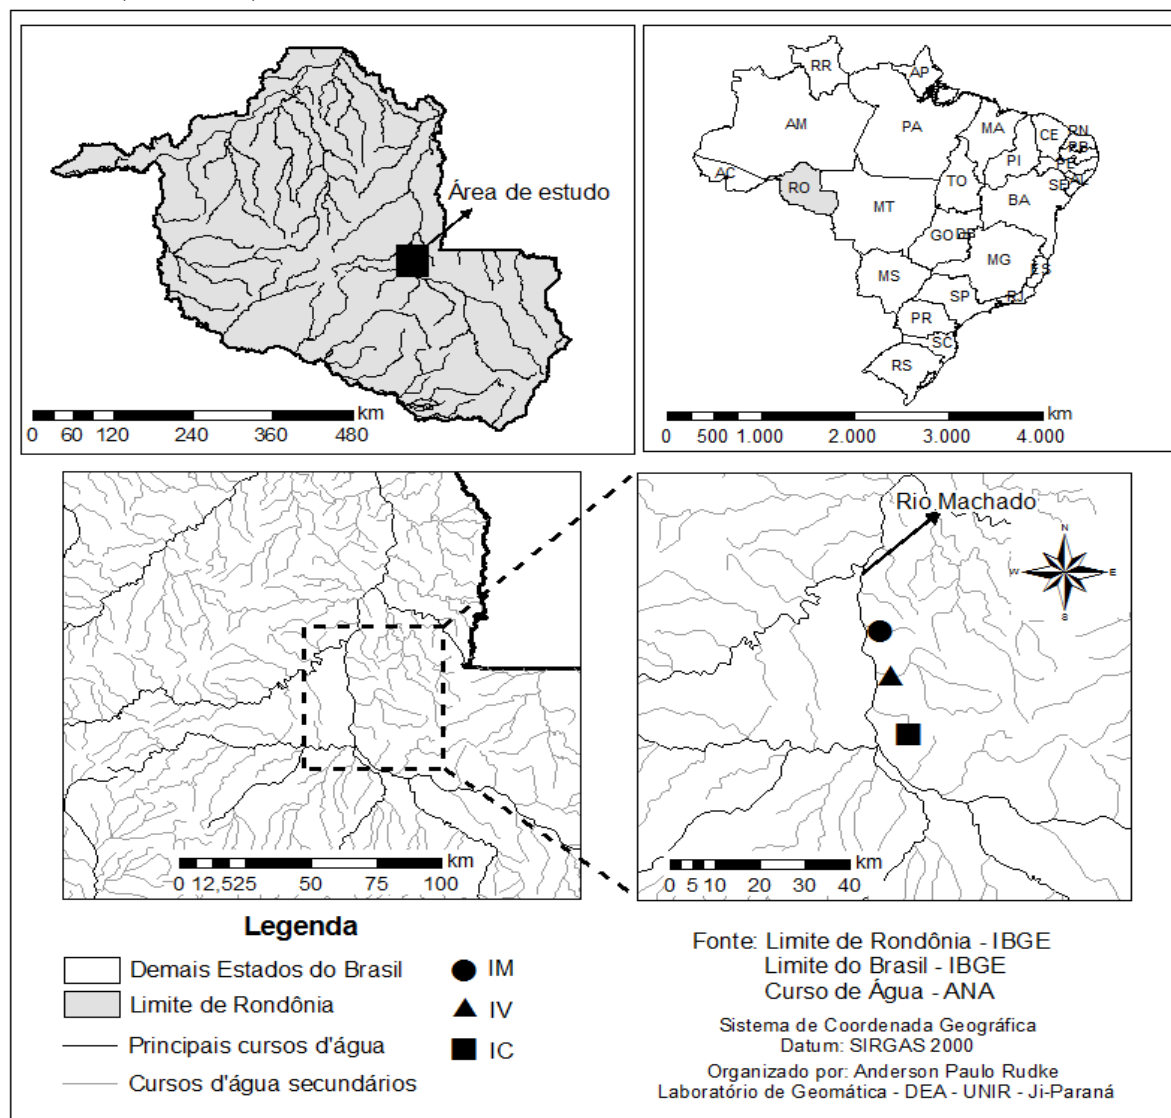 Área de estudo
km
0 60 120 240 360 480
RR
AP
AM
PA
MA
CE
RN
PB
PI
PE
AC
RO
TO
AL
SE
BA
MT
GO
DF
MG
ES
MS
SP
RJ
PR
SC
RS
km
0 500 1.000 2.000 3.000 4.000
km
0 12,525 50 75 100
Rio Machado
N
W E
S
km
0 5 10 20 30 40
Legenda
Demais Estados do Brasil
Limite de Rondônia
Principais cursos d'água
Cursos d'água secundários
IM
IV
IC
Fonte: Limite de Rondônia - IBGE
Limite do Brasil - IBGE
Curso de Água - ANA
Sistema de Coordenada Geográfica
Datum: SIRGAS 2000
Organizado por: Anderson Paulo Rudke
Laboratório de Geomática - DEA - UNIR - Ji-Paraná